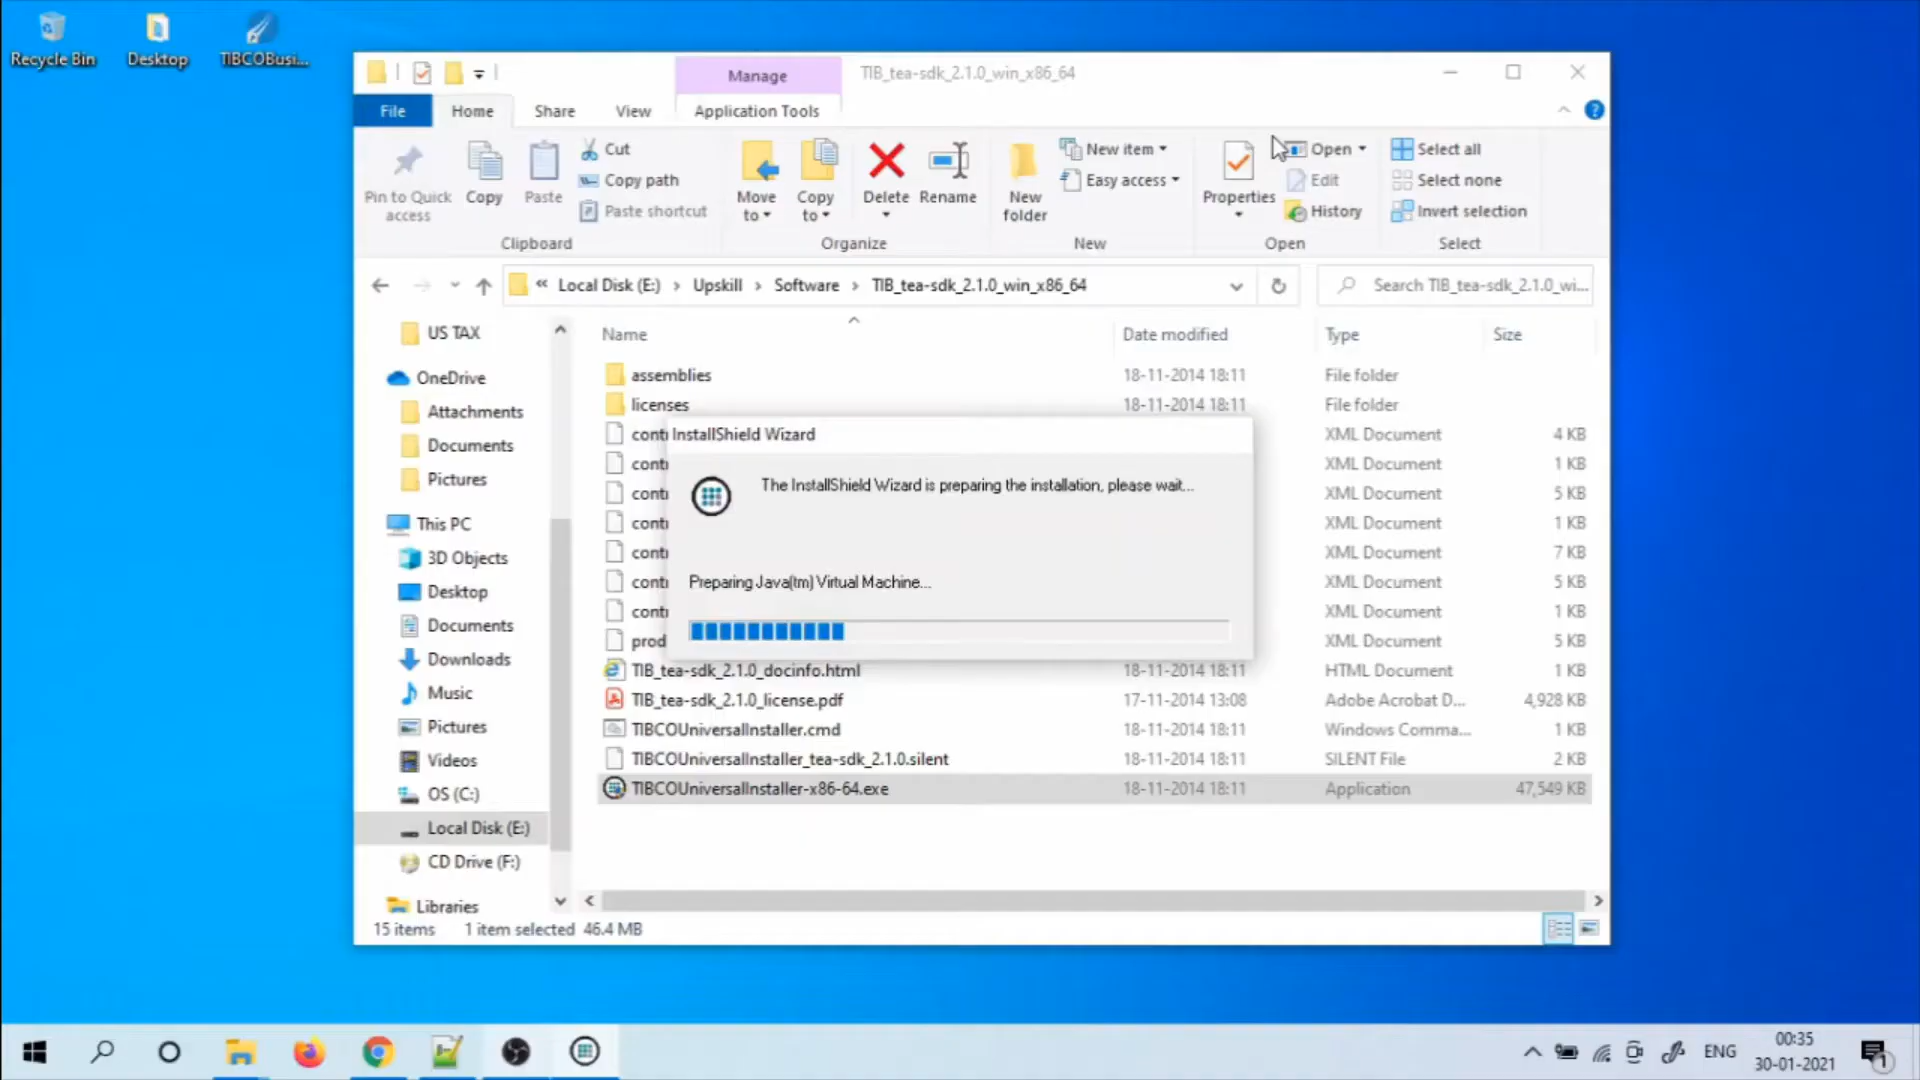 Recycle Bin
Desktop
TIBCOBusi...
Manage
TIB_tea-sdk_2.1.0_win_x86_64
File
Home
Share
View
Application Tools
Pin to Quick access
Copy
Paste
Cut
Copy path
Paste shortcut
Clipboard
Move to
Copy to
Delete
Rename
Organize
New folder
New item
Easy access
New
Properties
Open
Edit
History
Open
Select all
Select none
Invert selection
Select
« Local Disk (E:) > Upskill > Software > TIB_tea-sdk_2.1.0_win_x86_64
Search TIB_tea-sdk_2.1.0_wi...
US TAX
OneDrive
Attachments
Documents
Pictures
This PC
3D Objects
Desktop
Documents
Downloads
Music
Pictures
Videos
OS (C:)
Local Disk (E:)
CD Drive (F:)
Libraries
Name Date modified Type Size
assemblies 18-11-2014 18:11 File folder
licenses 18-11-2014 18:11 File folder
cont XML Document 4 KB
cont XML Document 1 KB
cont XML Document 5 KB
cont XML Document 1 KB
cont XML Document 7 KB
cont XML Document 5 KB
cont XML Document 1 KB
prod XML Document 5 KB
TIB_tea-sdk_2.1.0_docinfo.html 18-11-2014 18:11 HTML Document 1 KB
TIB_tea-sdk_2.1.0_license.pdf 17-11-2014 13:08 Adobe Acrobat D... 4,928 KB
TIBCOUniversalInstaller.cmd 18-11-2014 18:11 Windows Comma... 1 KB
TIBCOUniversalInstaller_tea-sdk_2.1.0.silent 18-11-2014 18:11 SILENT File 2 KB
TIBCOUniversalInstaller-x86-64.exe 18-11-2014 18:11 Application 47,549 KB
InstallShield Wizard
The InstallShield Wizard is preparing the installation, please wait...
Preparing Java(tm) Virtual Machine...
15 items 1 item selected 46.4 MB
ENG
00:35
30-01-2021
1